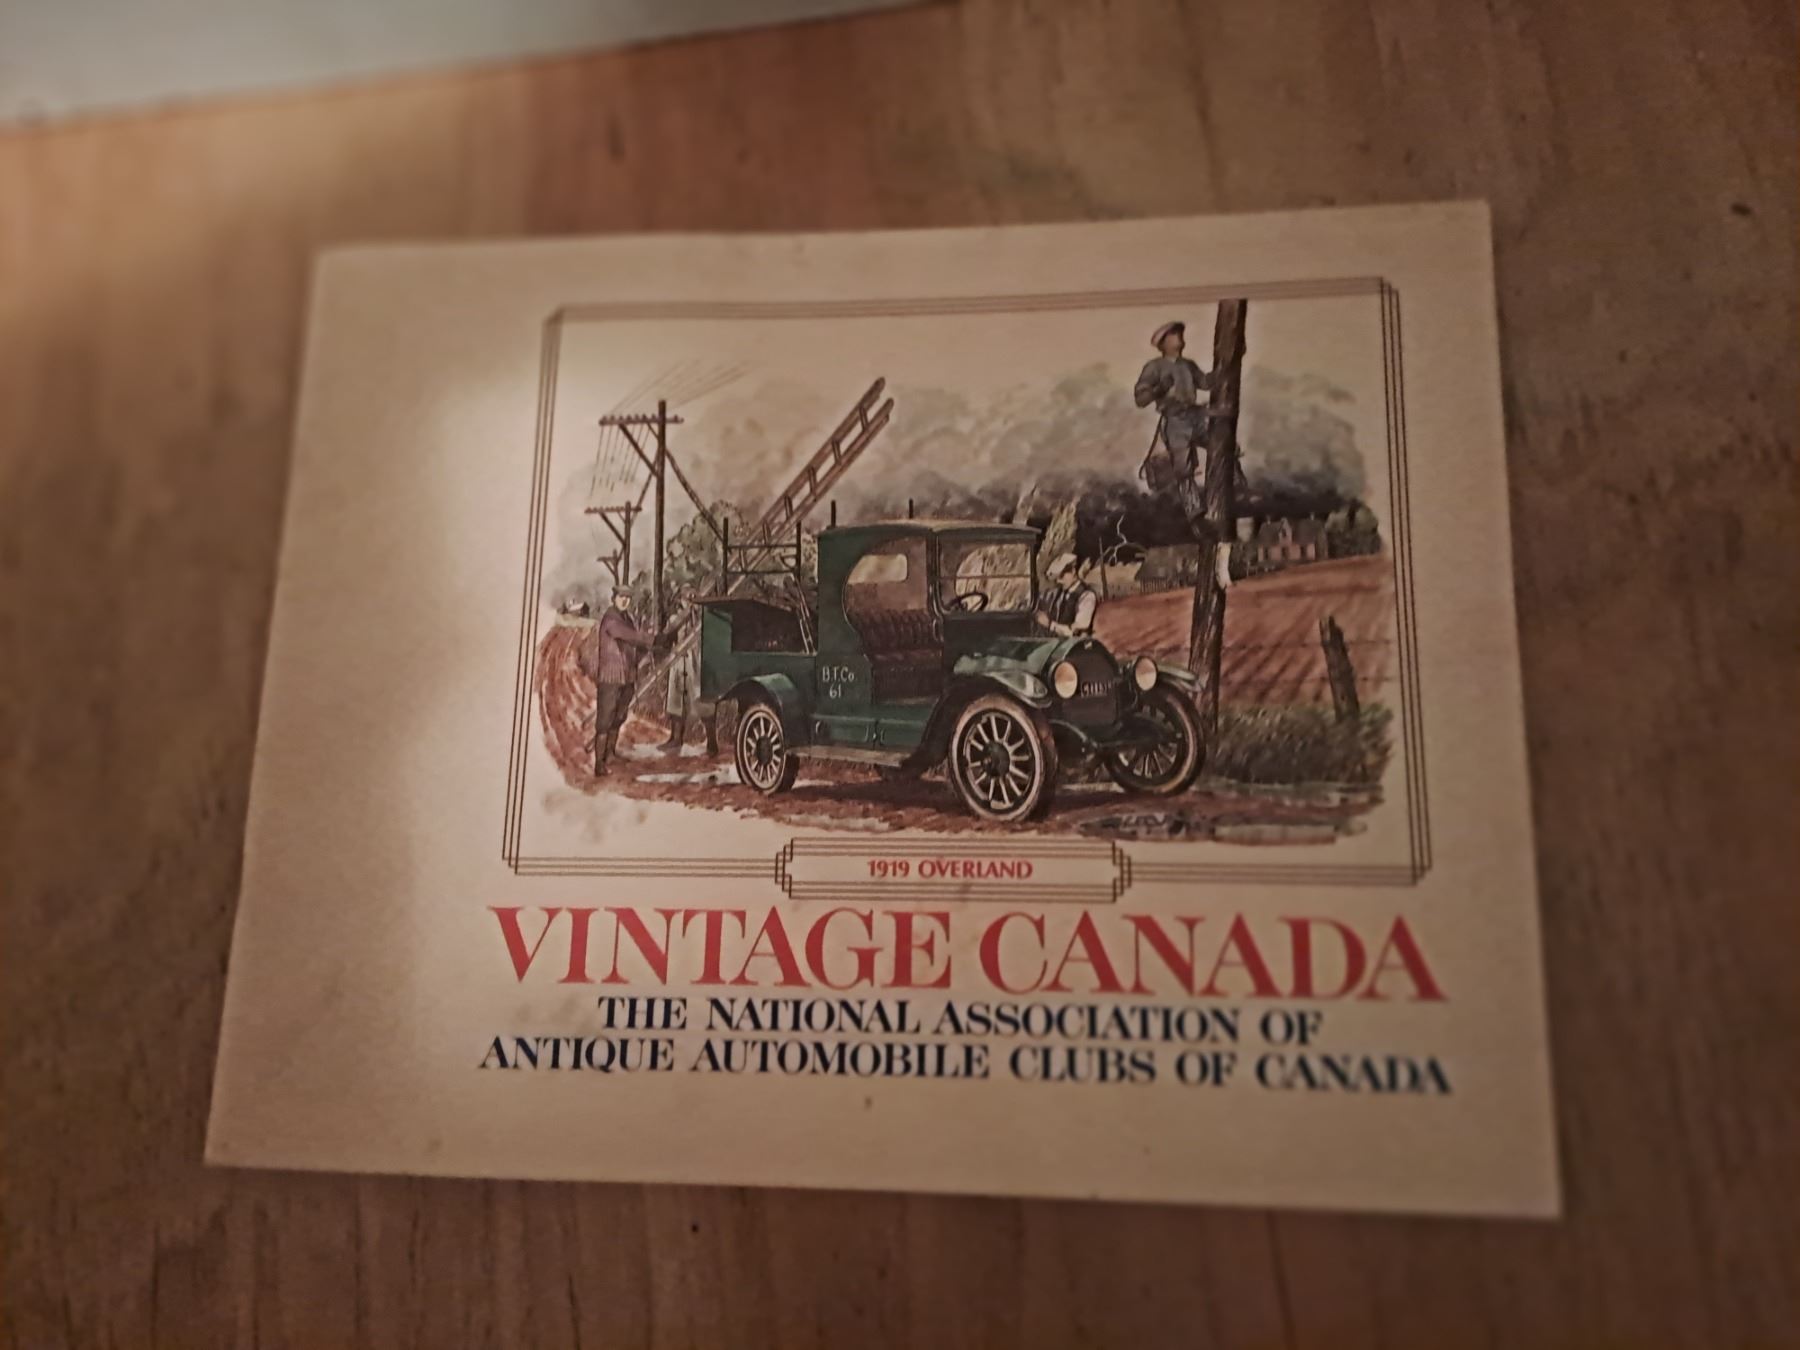 B.T.Co.
61
1919 OVERLAND
VINTAGE CANADA
THE NATIONAL ASSOCIATION OF
ANTIQUE AUTOMOBILE CLUBS OF CANADA